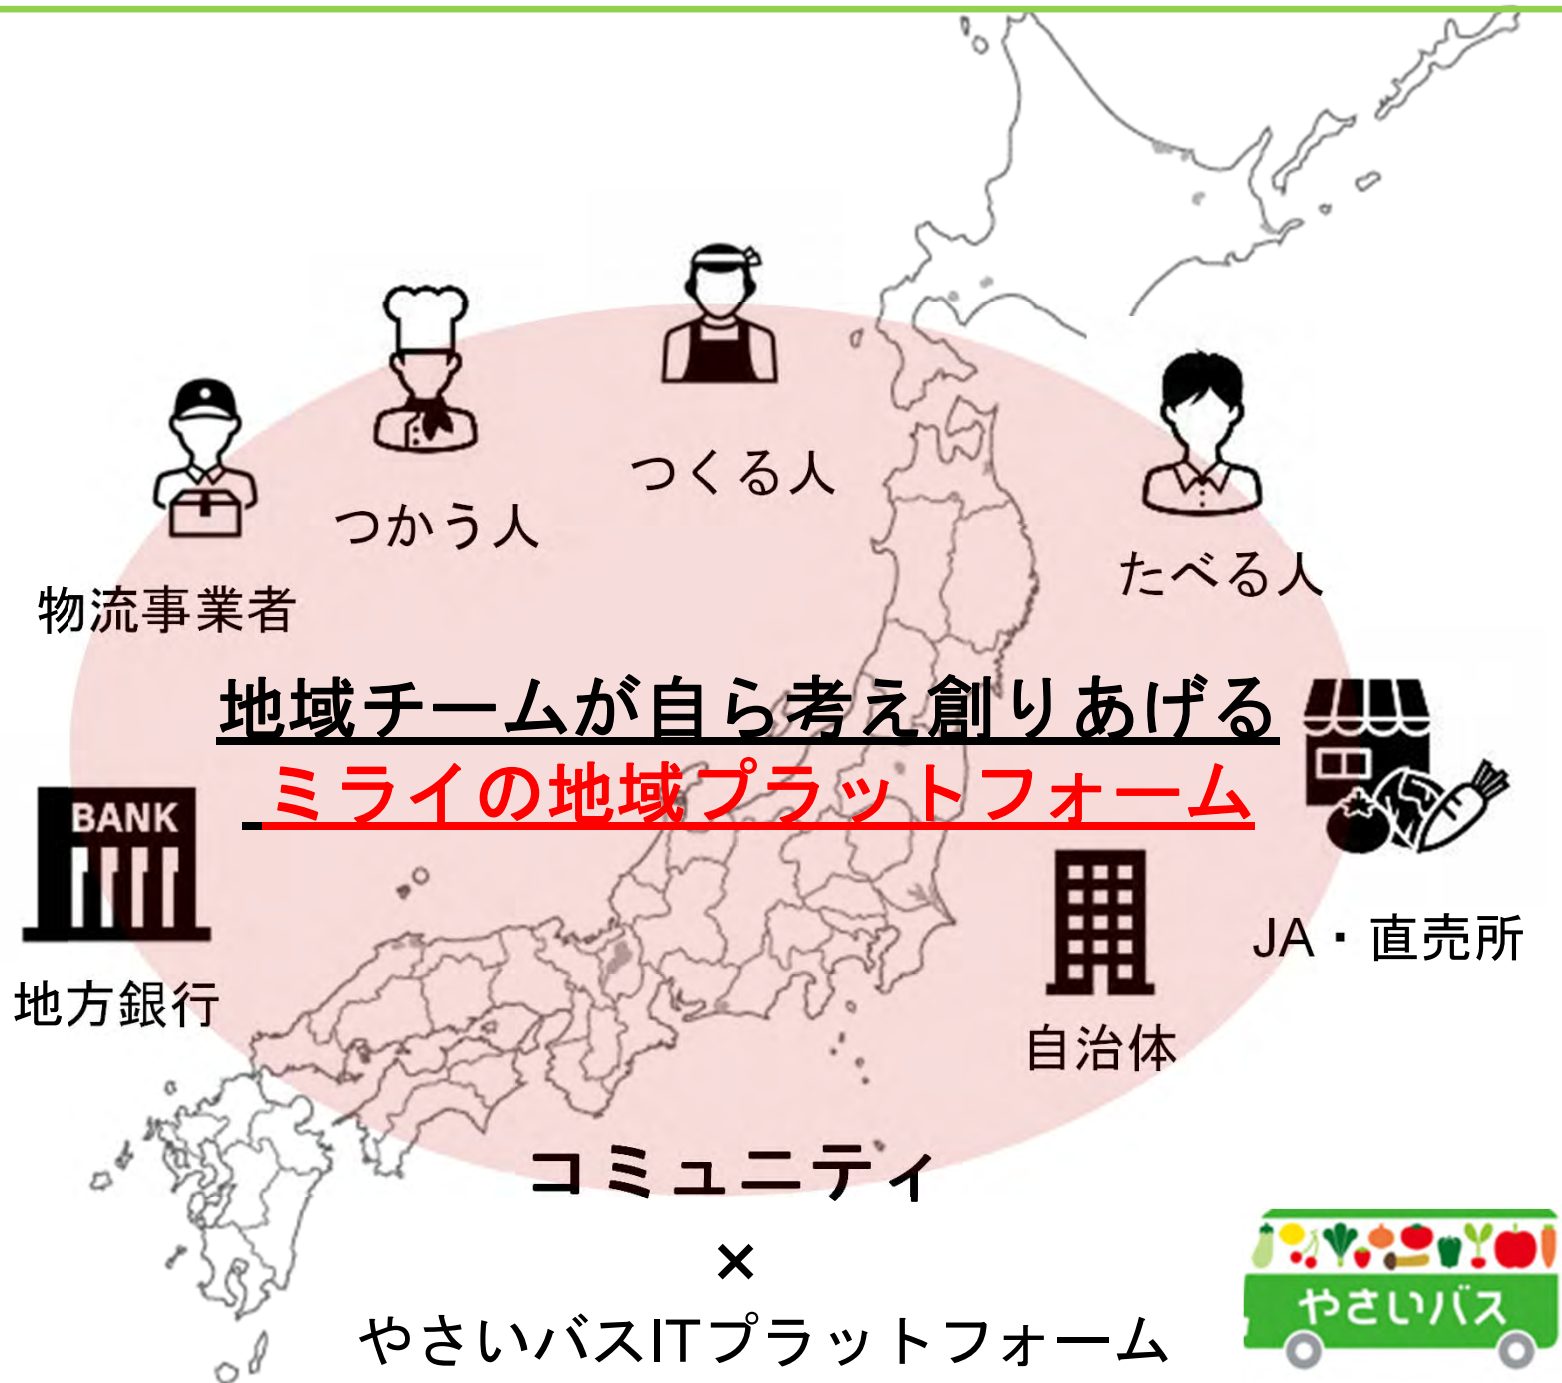 つくる人
つかう人
たべる人
物流事業者
地域チームが自ら考え創りあげる
ミライの地域プラットフォーム
BANK
地方銀行
JA・直売所
自治体
コミュニティ
×
やさいバスITプラットフォーム
やさいバス